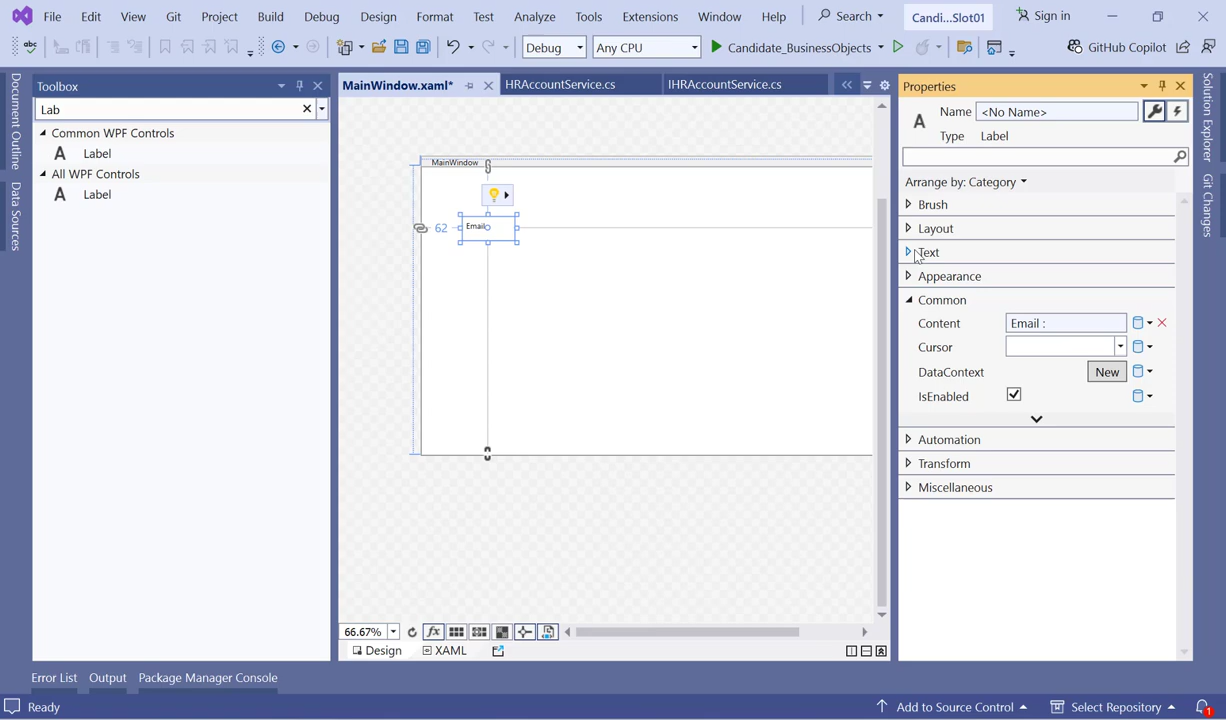 File Edit View Git Project Build Debug Design Format Test Analyze Tools Extensions Window Help Search Candi...Slot01 Sign in
Debug Any CPU Candidate_BusinessObjects GitHub Copilot
Document Outline
Data Sources
Toolbox
Lab
Common WPF Controls
A Label
All WPF Controls
A Label
MainWindow.xaml* HRAccountService.cs IHRAccountService.cs
MainWindow
62
Email
66.67%
Design XAML
Properties
A
Name <No Name>
Type Label
Arrange by: Category
Brush
Layout
Text
Appearance
Common
Content Email :
Cursor
DataContext New
IsEnabled
Automation
Transform
Miscellaneous
Solution Explorer
Git Changes
Error List Output Package Manager Console
Ready Add to Source Control Select Repository 1